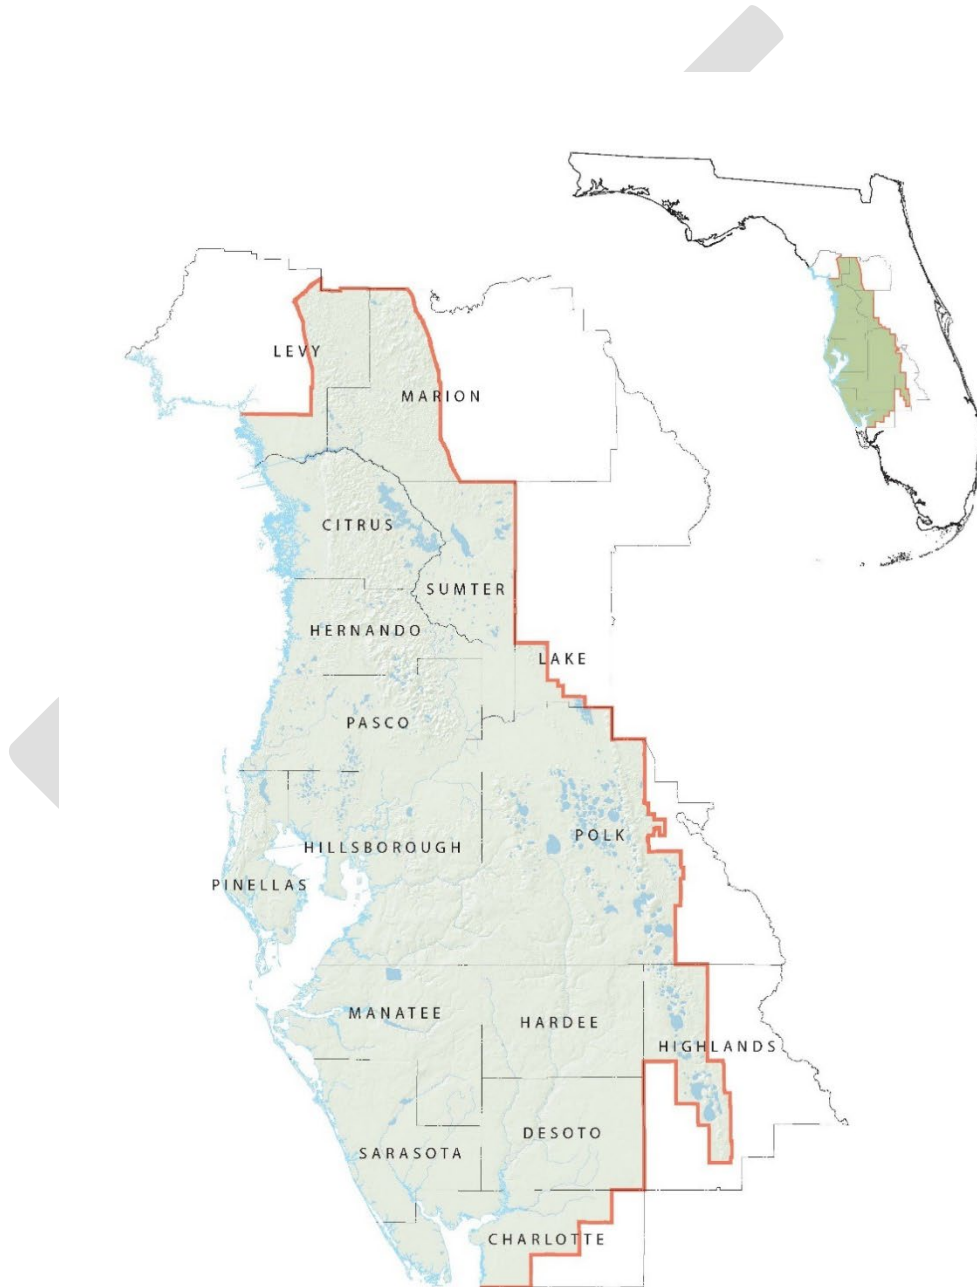 LEVY
MARION
CITRUS
SUMTER
HERNANDO
LAKE
PASCO
POLK
HILLSBOROUGH
PINELLAS
MANATEE
HARDEE
HIGHLANDS
DESOTO
SARASOTA
CHARLOTTE